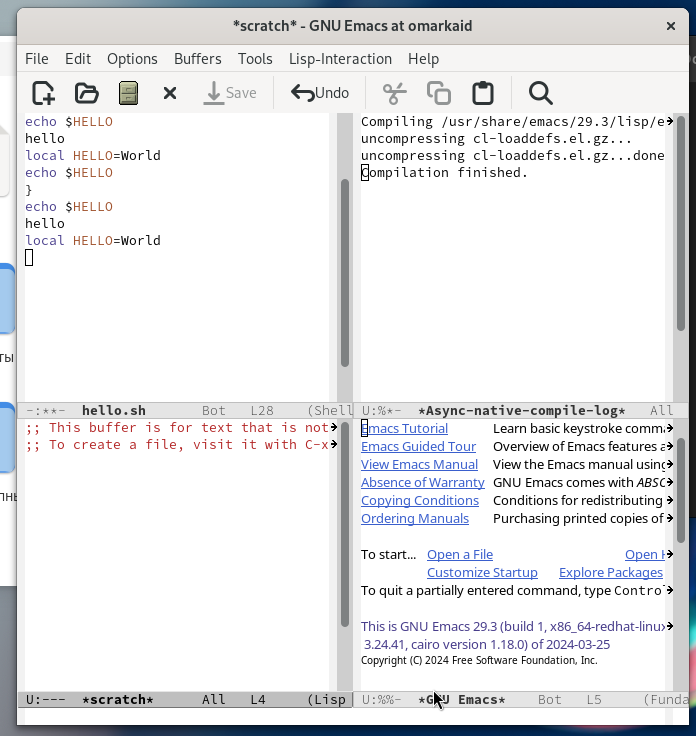 *scratch* - GNU Emacs at omarkaid
File Edit Options Buffers Tools Lisp-Interaction Help
Save Undo
echo $HELLO
hello
local HELLO=World
echo $HELLO
}
echo $HELLO
hello
local HELLO=World
-:**- hello.sh Bot L28 (Shell
Compiling /usr/share/emacs/29.3/lisp/e
uncompressing cl-loaddefs.el.gz...
uncompressing cl-loaddefs.el.gz...done
Compilation finished.
U:%*- *Async-native-compile-log* All
;; This buffer is for text that is not
;; To create a file, visit it with C-x
U:--- *scratch* All L4 (Lisp
Emacs Tutorial Learn basic keystroke comm
Emacs Guided Tour Overview of Emacs features a
View Emacs Manual View the Emacs manual using
Absence of Warranty GNU Emacs comes with ABSO
Copying Conditions Conditions for redistributing
Ordering Manuals Purchasing printed copies of
To start... Open a File Open H
Customize Startup Explore Packages
To quit a partially entered command, type Contro
This is GNU Emacs 29.3 (build 1, x86_64-redhat-linux
3.24.41, cairo version 1.18.0) of 2024-03-25
Copyright (C) 2024 Free Software Foundation, Inc.
U:%%- *GNU Emacs* Bot L5 (Funda